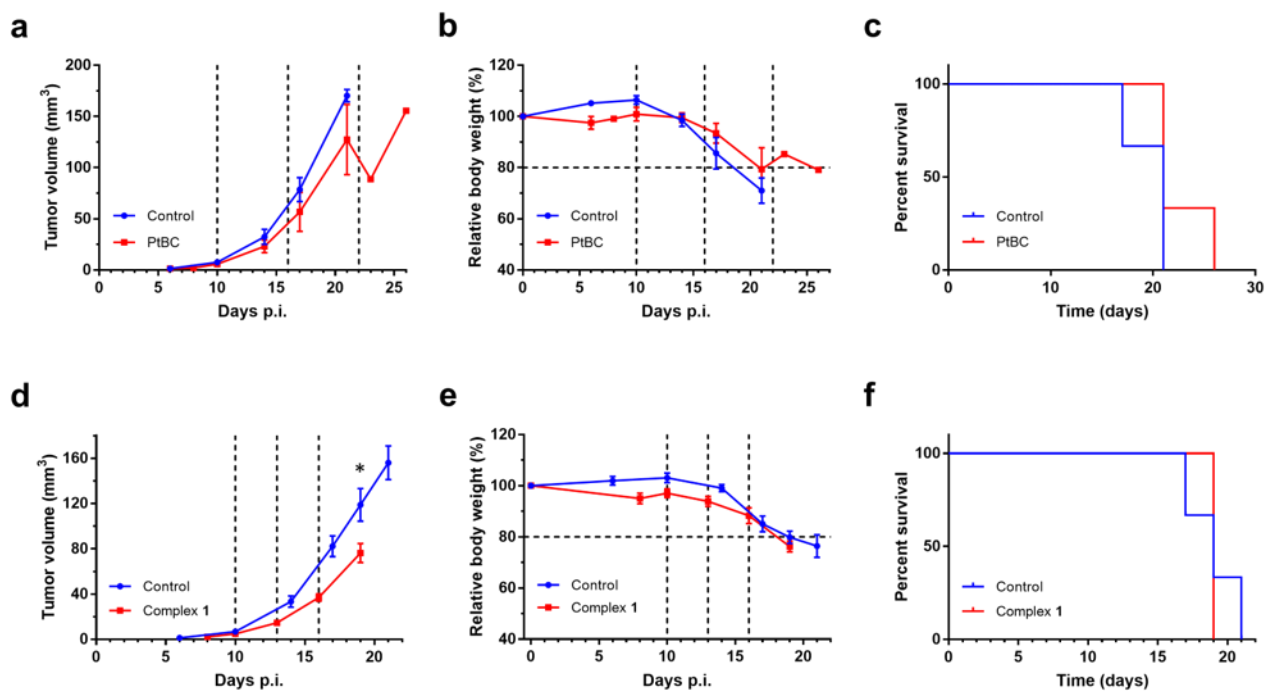 a
Tumor volume (mm³)
200
150
100
50
0
Control
PtBC
0 5 10 15 20 25
Days p.i.
b
Relative body weight (%)
120
100
80
60
40
Control
PtBC
0 5 10 15 20 25
Days p.i.
c
Percent survival
100
50
0
Control
PtBC
0 10 20 30
Time (days)
d
Tumor volume (mm³)
160
120
80
40
0
*
Control
Complex 1
0 5 10 15 20
Days p.i.
e
Relative body weight (%)
120
100
80
60
40
Control
Complex 1
0 5 10 15 20
Days p.i.
f
Percent survival
100
50
0
Control
Complex 1
0 5 10 15 20
Time (days)